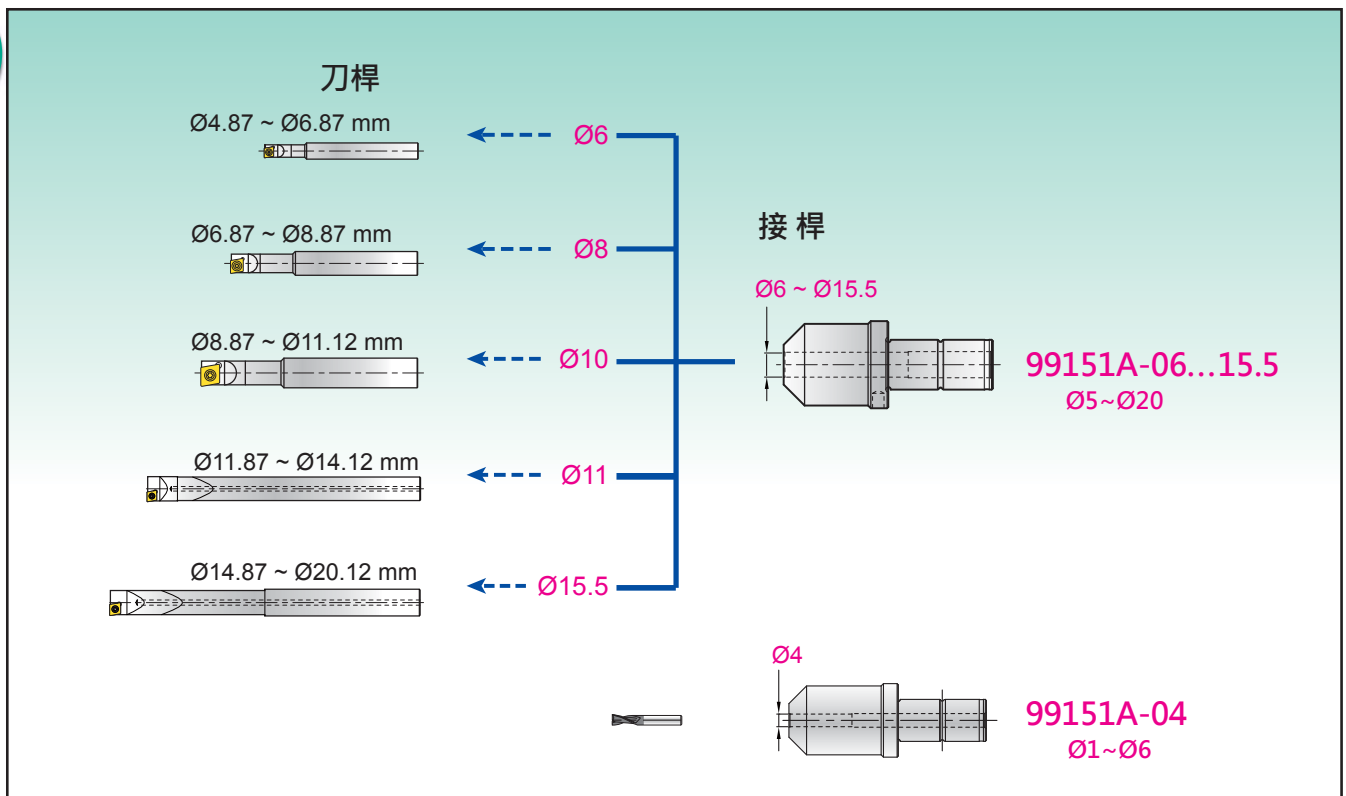 刀桿
Ø4.87 ~ Ø6.87 mm
Ø6
Ø6.87 ~ Ø8.87 mm
Ø8
Ø8.87 ~ Ø11.12 mm
Ø10
Ø11.87 ~ Ø14.12 mm
Ø11
Ø14.87 ~ Ø20.12 mm
Ø15.5
接 桿
Ø6 ~ Ø15.5
99151A-06…15.5
Ø5~Ø20
Ø4
99151A-04
Ø1~Ø6